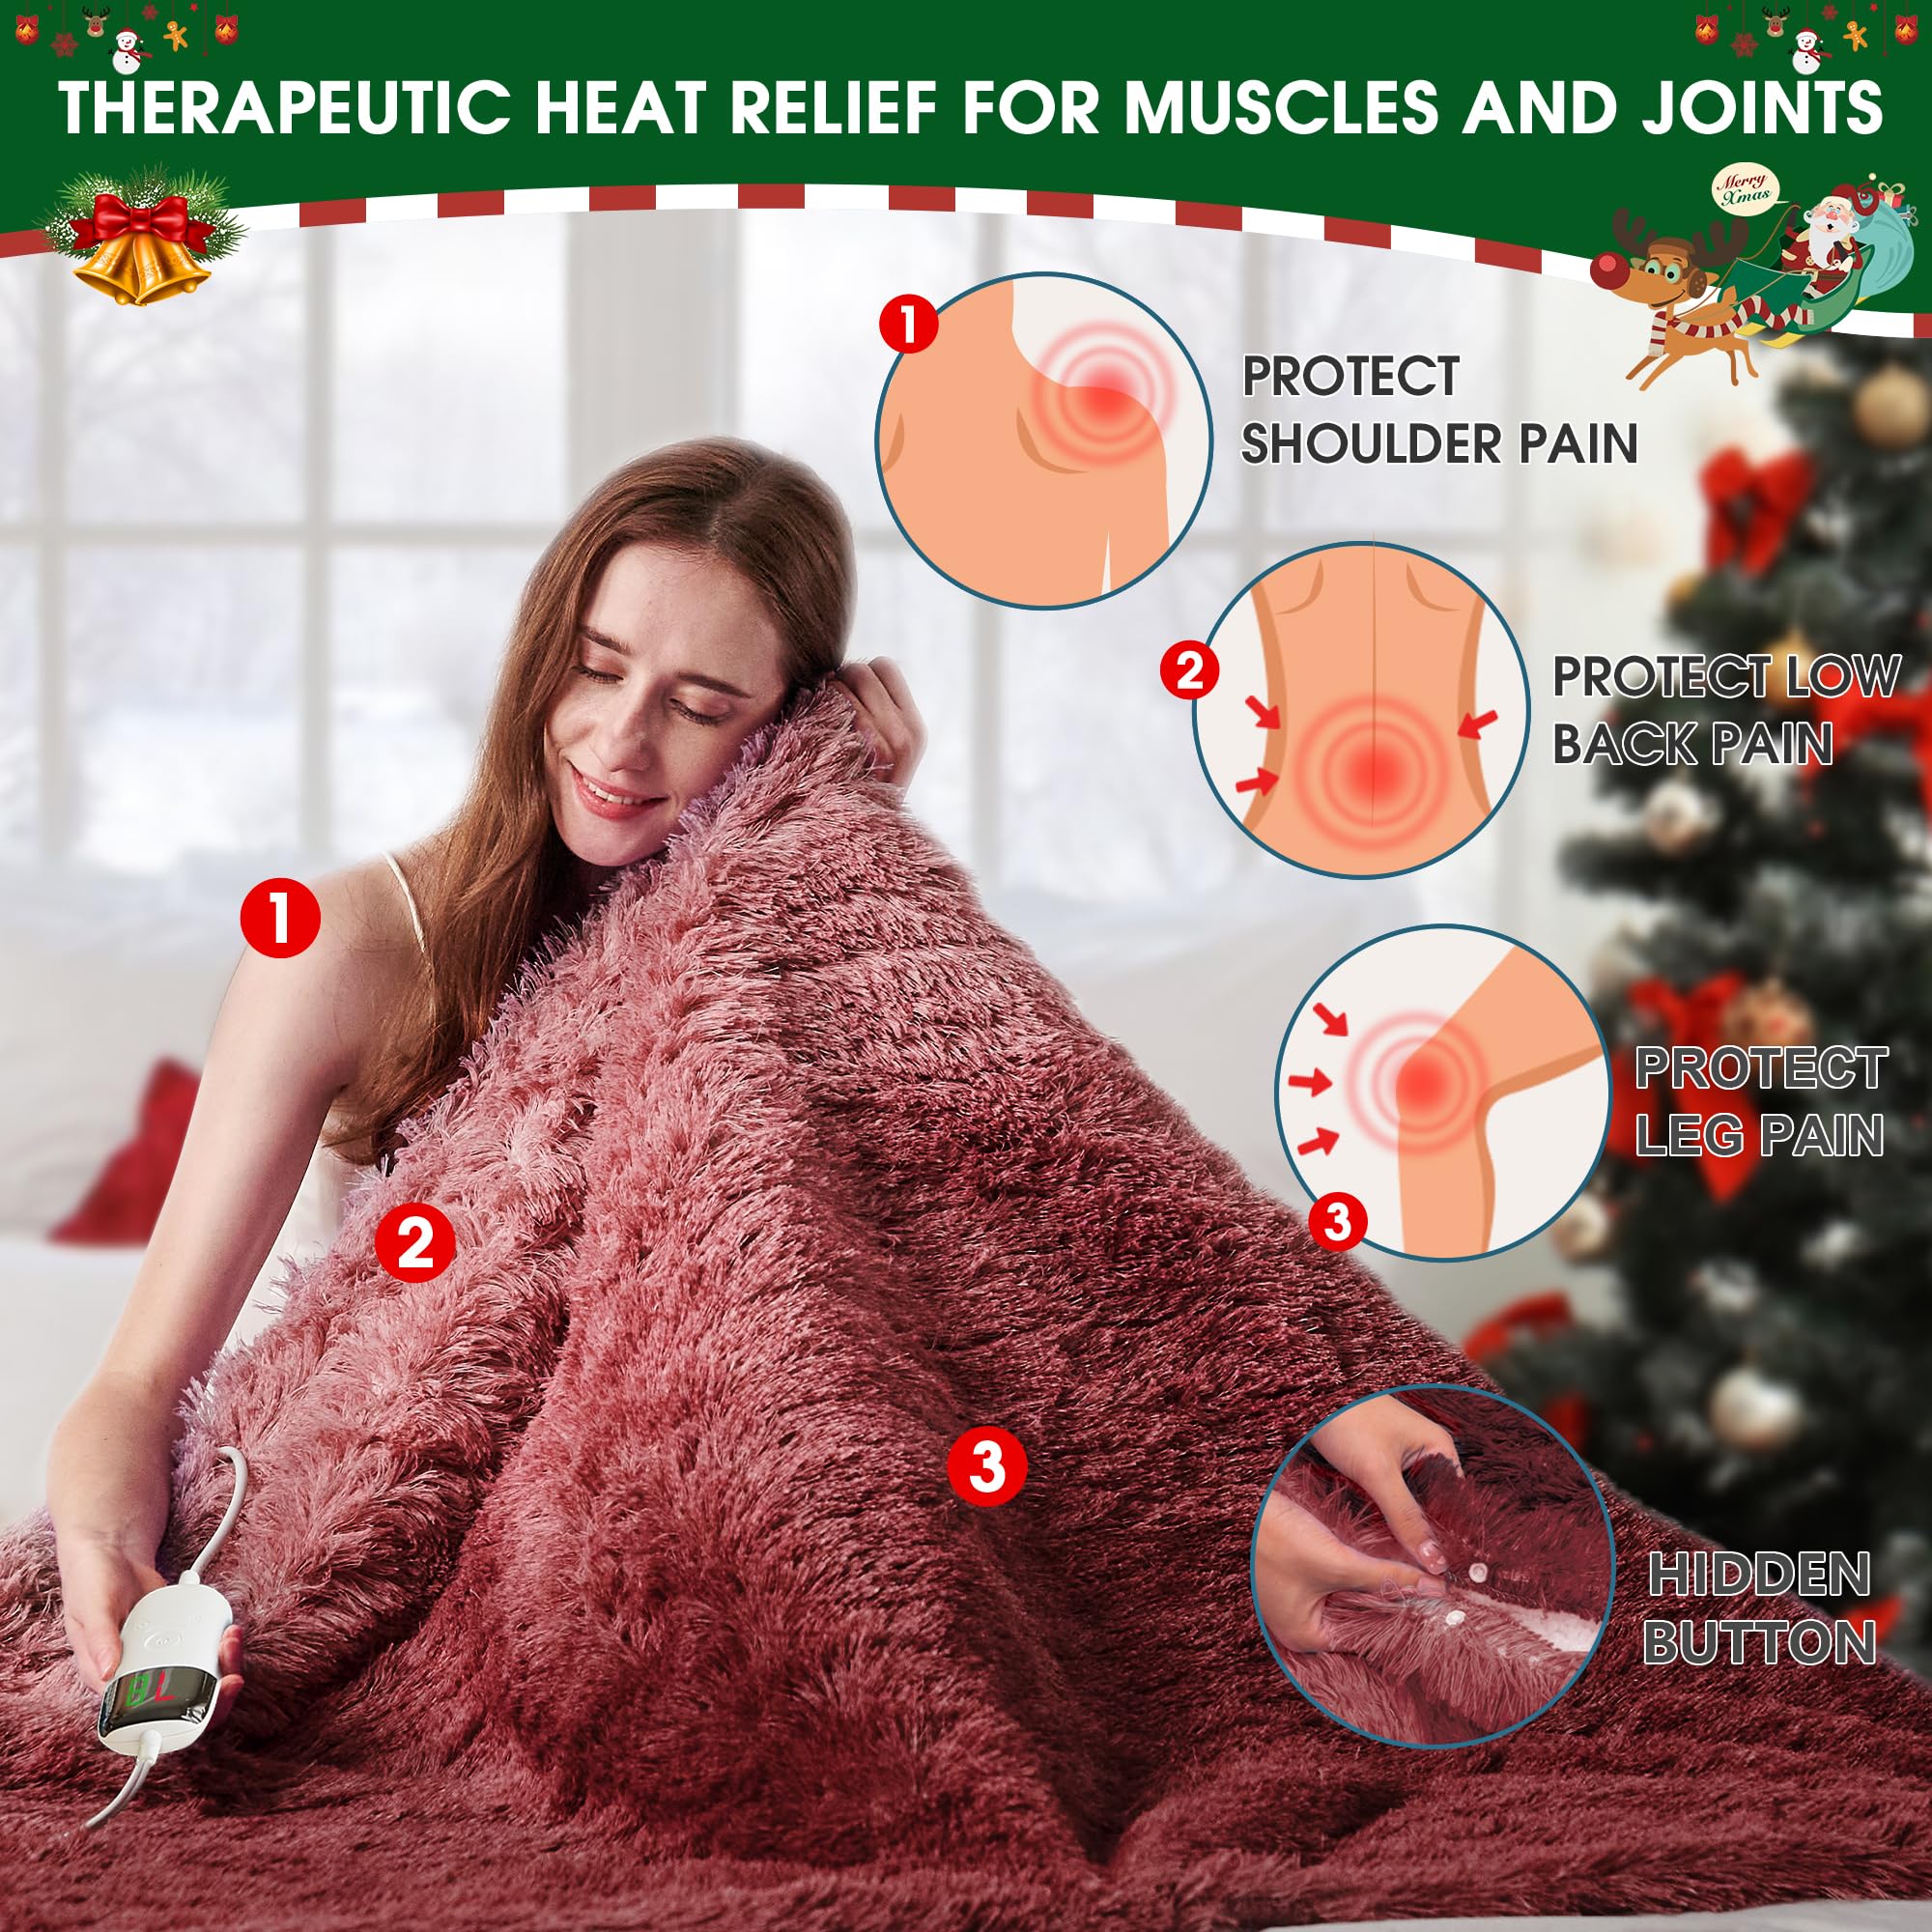 THERAPEUTIC HEAT RELIEF FOR MUSCLES AND JOINTS
Merry
Xmas
1
PROTECT
SHOULDER PAIN
2
PROTECT LOW
BACK PAIN
1
PROTECT
LEG PAIN
3
2
3
HIDDEN
BUTTON